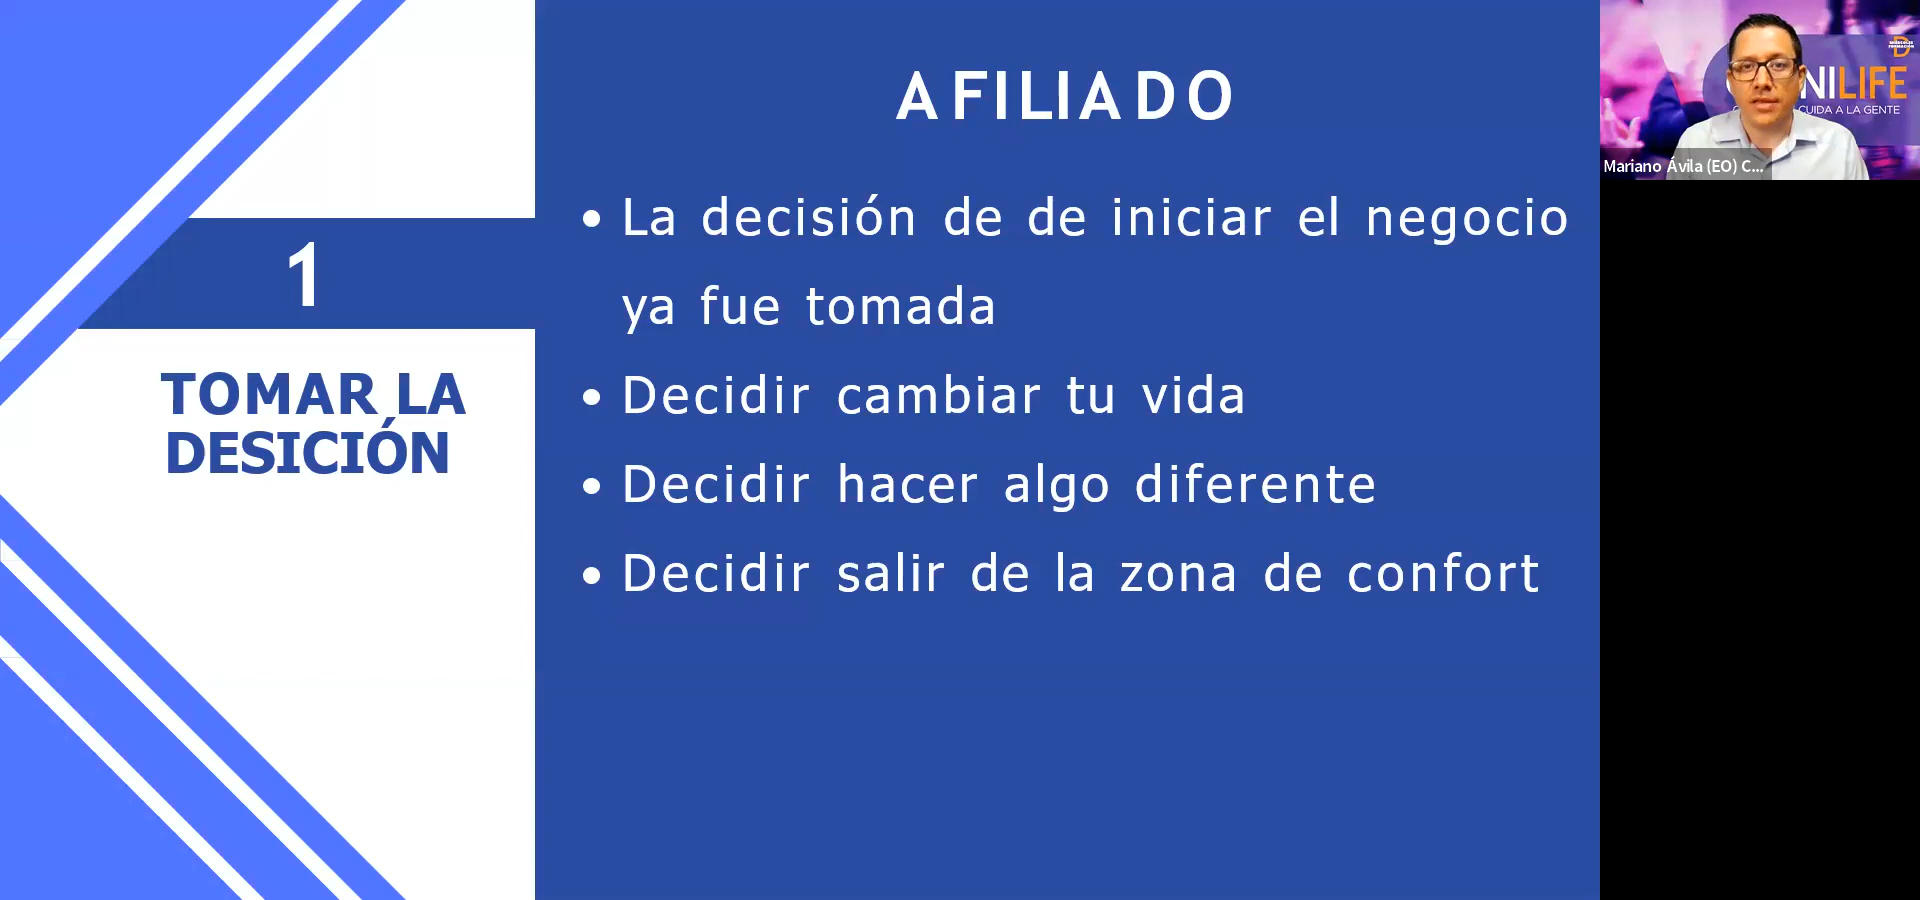 1
TOMAR LA
DESICIÓN
AFILIADO
• La decisión de de iniciar el negocio
ya fue tomada
• Decidir cambiar tu vida
• Decidir hacer algo diferente
• Decidir salir de la zona de confort
NILIFE
CUIDA A LA GENTE
Mariano Ávila (EO) C...